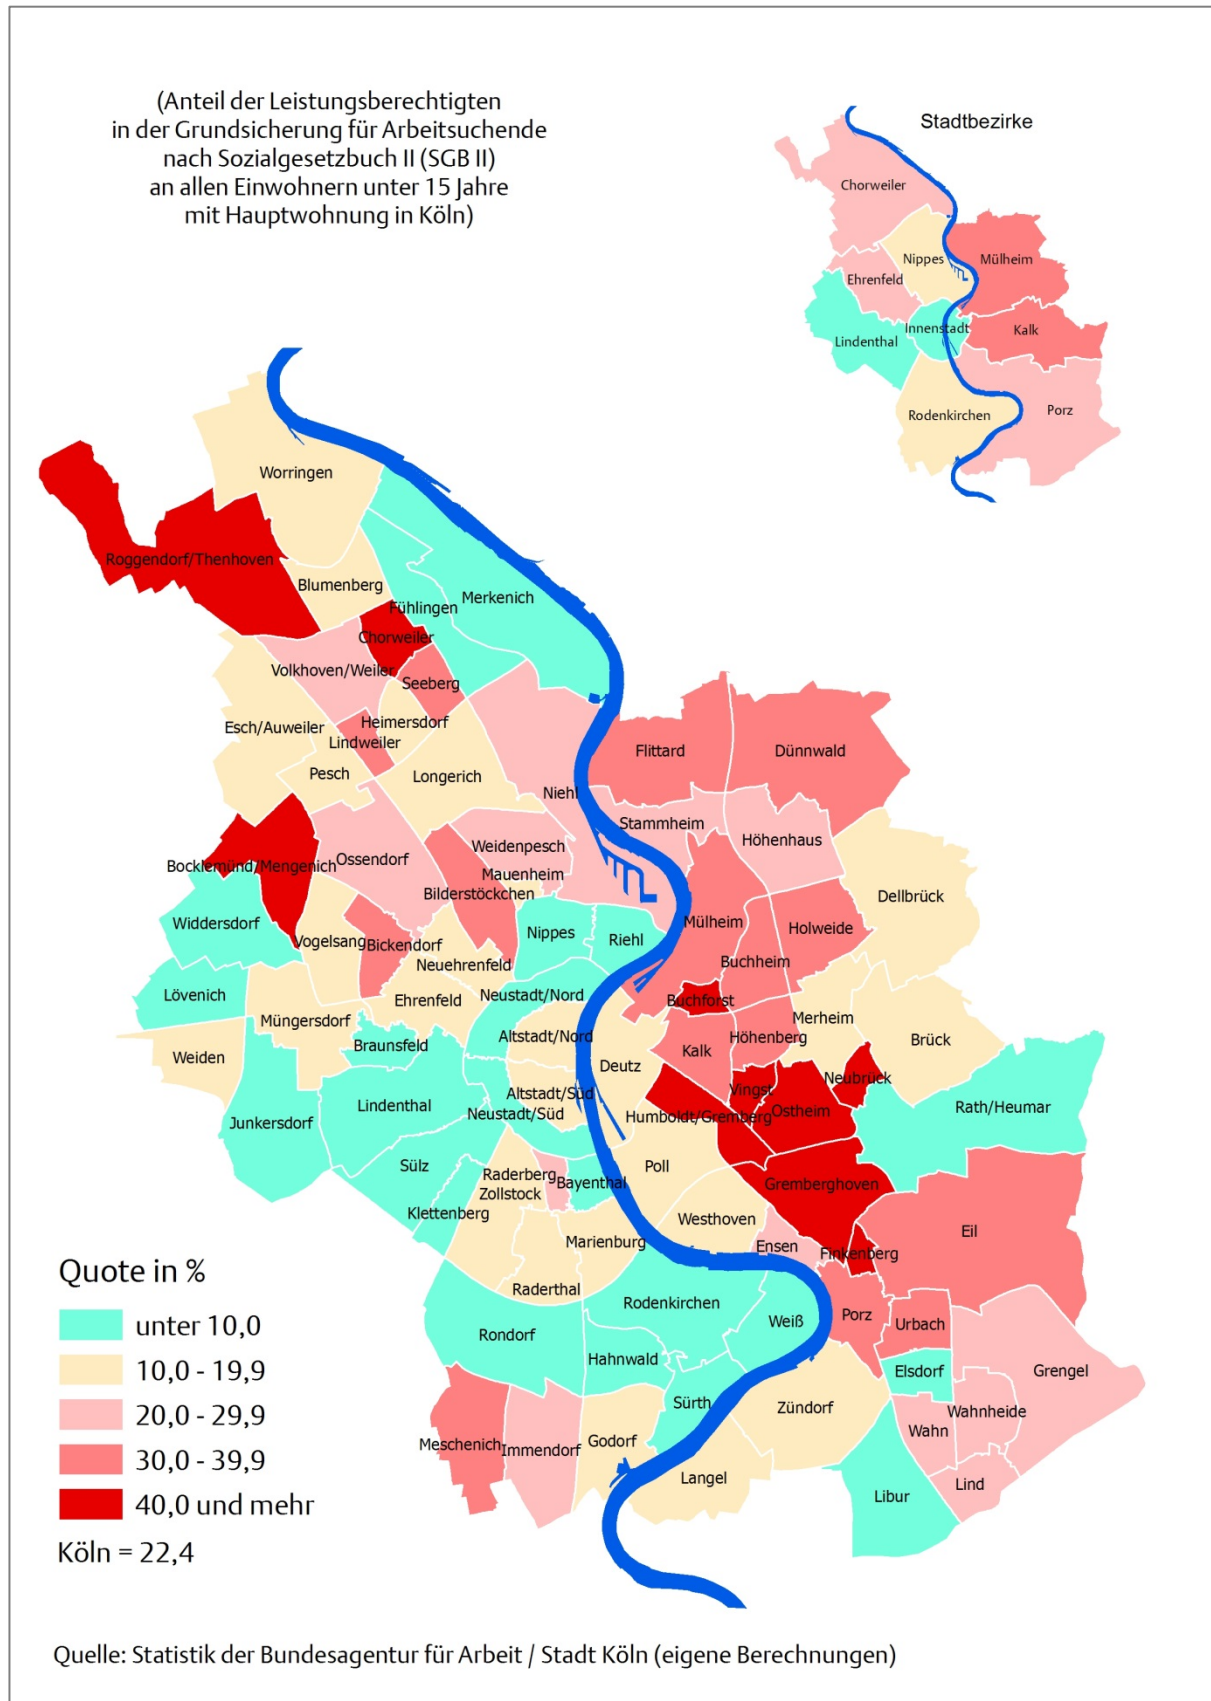 (Anteil der Leistungsberechtigten
in der Grundsicherung für Arbeitsuchende
nach Sozialgesetzbuch II (SGB II)
an allen Einwohnern unter 15 Jahre
mit Hauptwohnung in Köln)
Stadtbezirke
Chorweiler
Nippes
Mülheim
Ehrenfeld
Innenstadt
Kalk
Lindenthal
Rodenkirchen
Porz
Worringen
Roggendorf/Thenhoven
Blumenberg
Fühlingen
Merkenich
Chorweiler
Volkhoven/Weiler
Seeberg
Esch/Auweiler
Heimersdorf
Lindweiler
Pesch
Longerich
Niehl
Flittard
Dünnwald
Stammheim
Höhenhaus
Weidenpesch
Ossendorf
Bocklemünd/Mengenich
Mauenheim
Bilderstöckchen
Dellbrück
Widdersdorf
Vogelsang
Bickendorf
Nippes
Riehl
Mülheim
Holweide
Buchheim
Neuehrenfeld
Lövenich
Ehrenfeld
Neustadt/Nord
Buchforst
Müngersdorf
Altstadt/Nord
Merheim
Höhenberg
Brück
Weiden
Braunsfeld
Deutz
Kalk
Neubrück
Vingst
Altstadt/Süd
Ostheim
Rath/Heumar
Lindenthal
Neustadt/Süd
Humboldt/Gremberg
Junkersdorf
Sülz
Raderberg
Zollstock
Bayenthal
Poll
Gremberghoven
Klettenberg
Westhoven
Marienburg
Ensen
Finkenberg
Eil
Raderthal
Rodenkirchen
Weiß
Porz
Urbach
Rondorf
Hahnwald
Elsdorf
Grengel
Sürth
Zündorf
Wahnheide
Wahn
Meschenich
Immendorf
Godorf
Langel
Lind
Libur
Quote in %
unter 10,0
10,0 - 19,9
20,0 - 29,9
30,0 - 39,9
40,0 und mehr
Köln = 22,4
Quelle: Statistik der Bundesagentur für Arbeit / Stadt Köln (eigene Berechnungen)